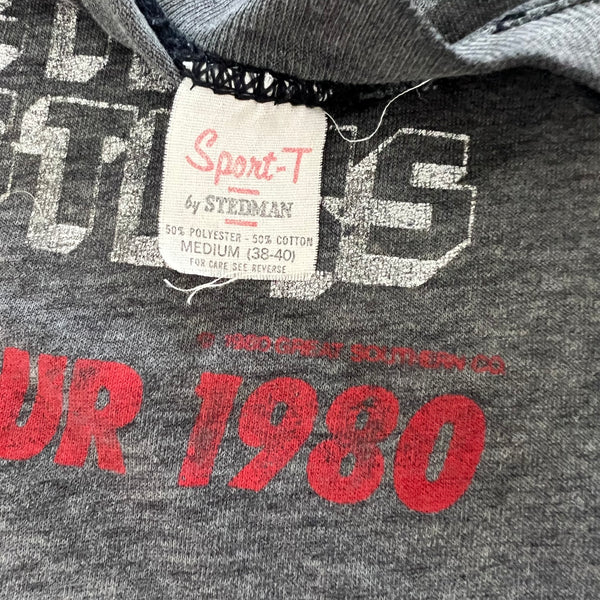 Sport-T
by STEDMAN
50% POLYESTER - 50% COTTON
MEDIUM (38-40)
FOR CARE SEE REVERSE
© 1980 GREAT SOUTHERN CO.
UR 1980